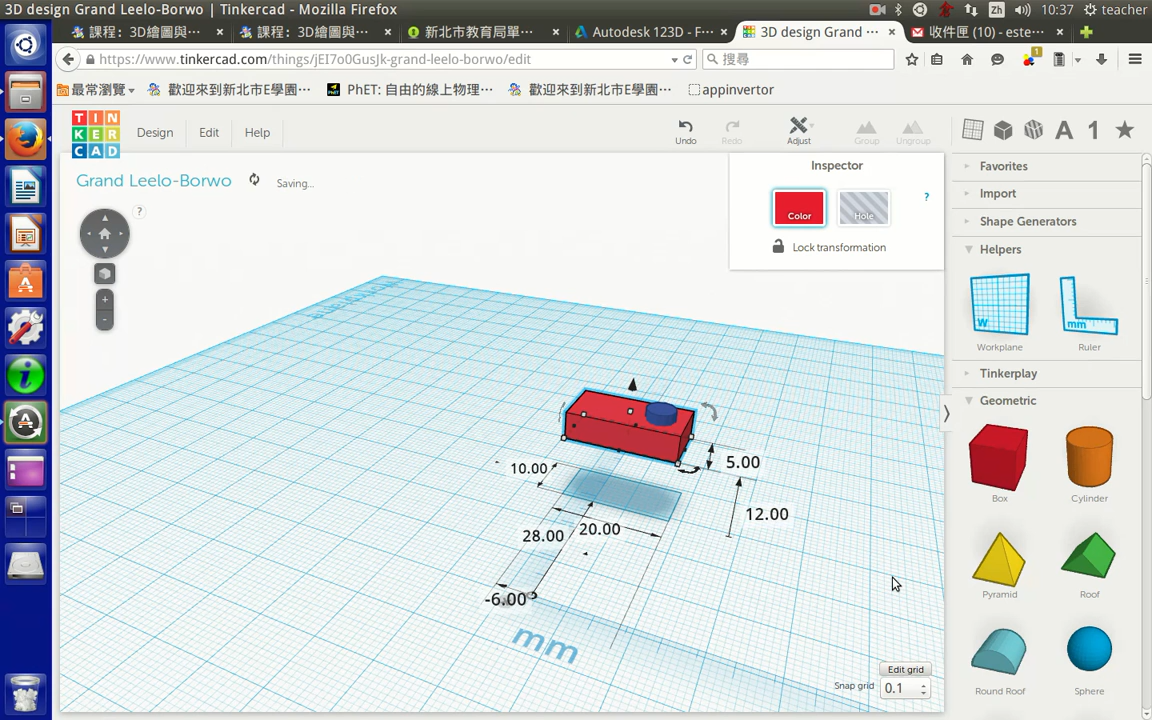 3D design Grand Leelo-Borwo | Tinkercad - Mozilla Firefox
Zh
10:37
teacher
課程：3D繪圖與…
課程：3D繪圖與…
新北市教育局單…
Autodesk 123D - F…
3D design Grand …
收件匣 (10) - este…
https://www.tinkercad.com/things/jEI7o0GusJk-grand-leelo-borwo/edit
搜尋
1
最常瀏覽
歡迎來到新北市E學園…
PhET: 自由的線上物理…
歡迎來到新北市E學園…
appinvertor
TIN
KER
CAD
Design
Edit
Help
Undo
Redo
Adjust
Group
Ungroup
A
1
Grand Leelo-Borwo
Saving...
?
+
-
Inspector
Color
Hole
?
Lock transformation
Favorites
Import
Shape Generators
Helpers
W
mm
Workplane
Ruler
Tinkerplay
Geometric
Box
Cylinder
Pyramid
Roof
Round Roof
Sphere
5.00
10.00
12.00
20.00
28.00
-6.00
mm
Edit grid
Snap grid
0.1